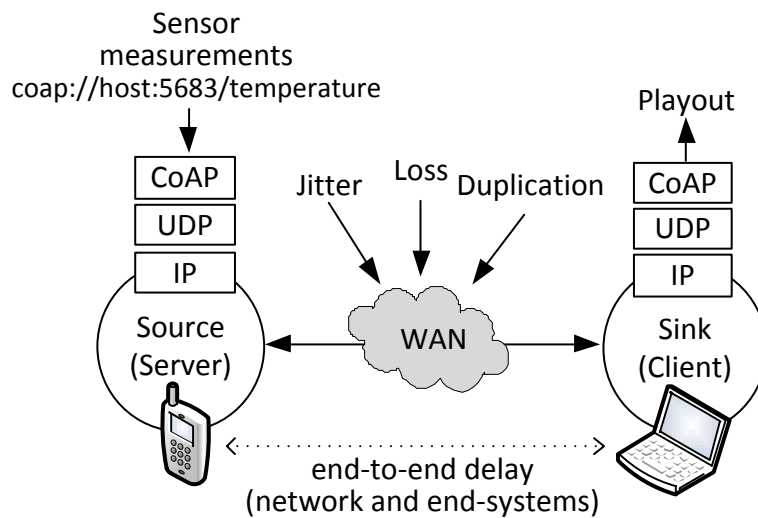 Sensor
measurements
coap://host:5683/temperature
Playout
CoAP
UDP
IP
Source
(Server)
Jitter
Loss
Duplication
WAN
CoAP
UDP
IP
Sink
(Client)
end-to-end delay
(network and end-systems)